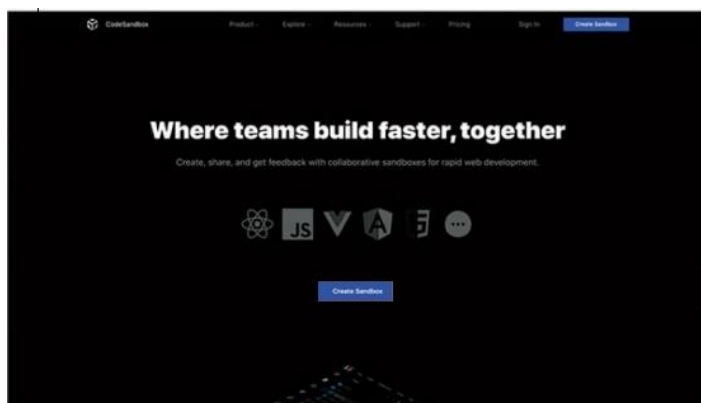 CodeSandbox Product Explore Resources Support Pricing Sign In Create Sandbox
Where teams build faster, together
Create, share, and get feedback with collaborative sandboxes for rapid web development.
JS A 5
Create Sandbox